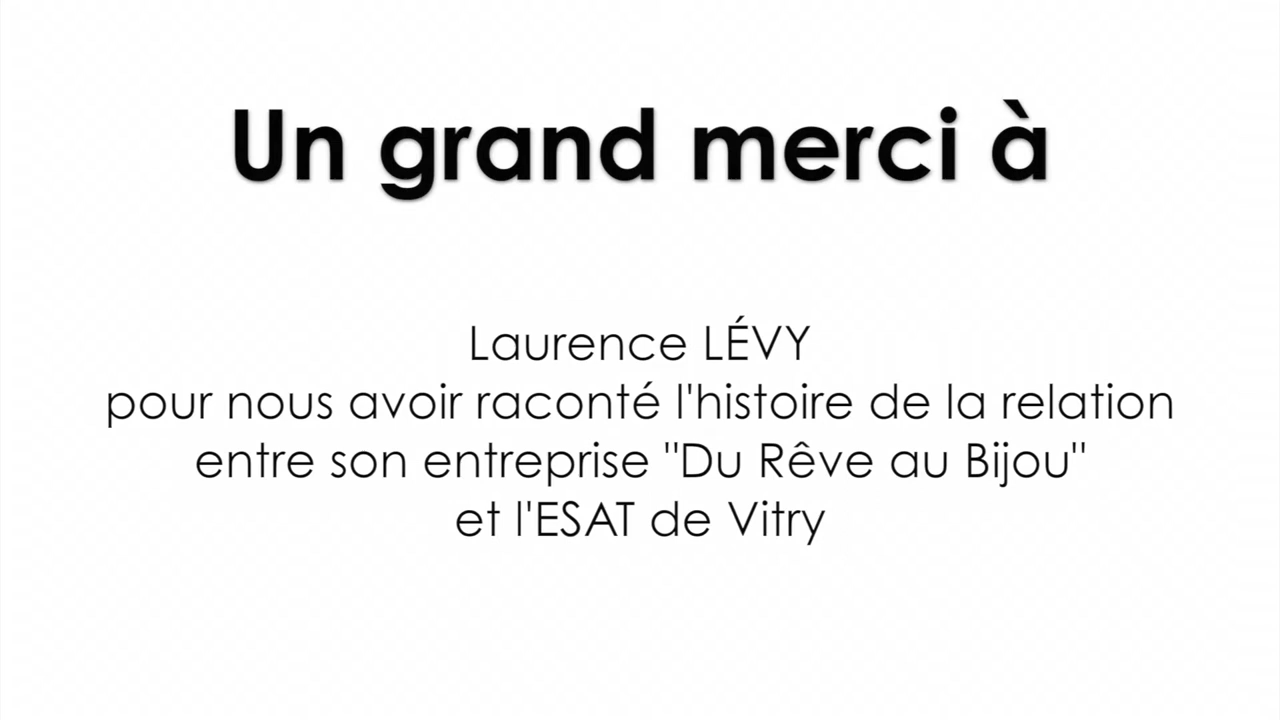 Un grand merci à
Laurence LÉVY
pour nous avoir raconté l'histoire de la relation
entre son entreprise "Du Rêve au Bijou"
et l'ESAT de Vitry